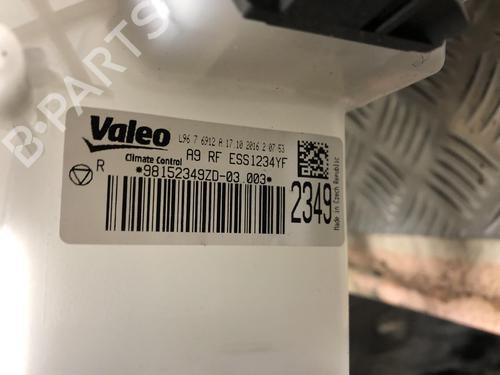 Valeo
L96 7 6912 A 17.10 2016 2 07:53
A9 RF ESS1234YF
Climate Control
R
*98152349ZD-03 003*
2349
Made in Czech Republic